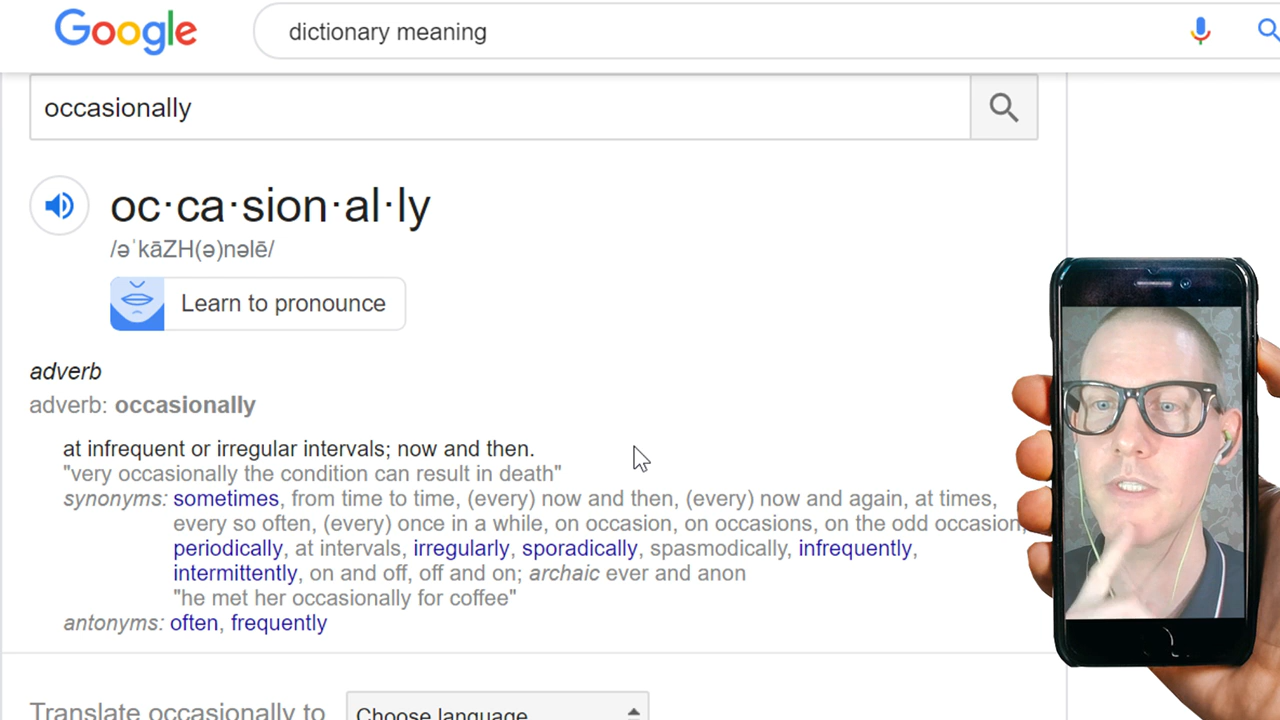 Google
dictionary meaning
occasionally
oc·ca·sion·al·ly
/əˈkāZH(ə)nəlē/
Learn to pronounce
adverb
adverb: occasionally
at infrequent or irregular intervals; now and then.
"very occasionally the condition can result in death"
synonyms: sometimes, from time to time, (every) now and then, (every) now and again, at times,
every so often, (every) once in a while, on occasion, on occasions, on the odd occasion,
periodically, at intervals, irregularly, sporadically, spasmodically, infrequently,
intermittently, on and off, off and on; archaic ever and anon
"he met her occasionally for coffee"
antonyms: often, frequently
Translate occasionally to
Choose language